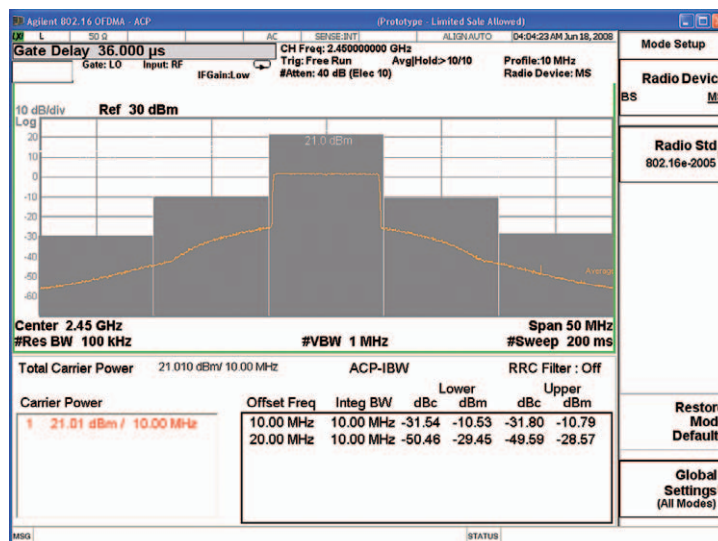 Agilent 802.16 OFDMA - ACP (Prototype - Limited Sale Allowed)
L 50 Ω AC SENSE:INT ALIGNAUTO 04:04:23 AM Jun 18, 2008
Gate Delay 36.000 µs
Gate: LO Input: RF
IFGain:Low
CH Freq: 2.450000000 GHz
Trig: Free Run Avg|Hold:> 10/10
#Atten: 40 dB (Elec 10)
Profile:10 MHz
Radio Device: MS
10 dB/div Ref 30 dBm
Log
20
10
0
-10
-20
-30
-40
-50
-60
21.0 dBm
Average
Center 2.45 GHz Span 50 MHz
#Res BW 100 kHz #VBW 1 MHz #Sweep 200 ms
Total Carrier Power 21.010 dBm/ 10.00 MHz ACP-IBW RRC Filter : Off
Lower Upper
Carrier Power Offset Freq Integ BW dBc dBm dBc dBm
1 21.01 dBm / 10.00 MHz
10.00 MHz 10.00 MHz -31.54 -10.53 -31.80 -10.79
20.00 MHz 10.00 MHz -50.46 -29.45 -49.59 -28.57
MSG STATUS
Mode Setup
Radio Devic
BS M
Radio Std
802.16e-2005
Restor
Mod
Default
Global
Settings
(All Modes)